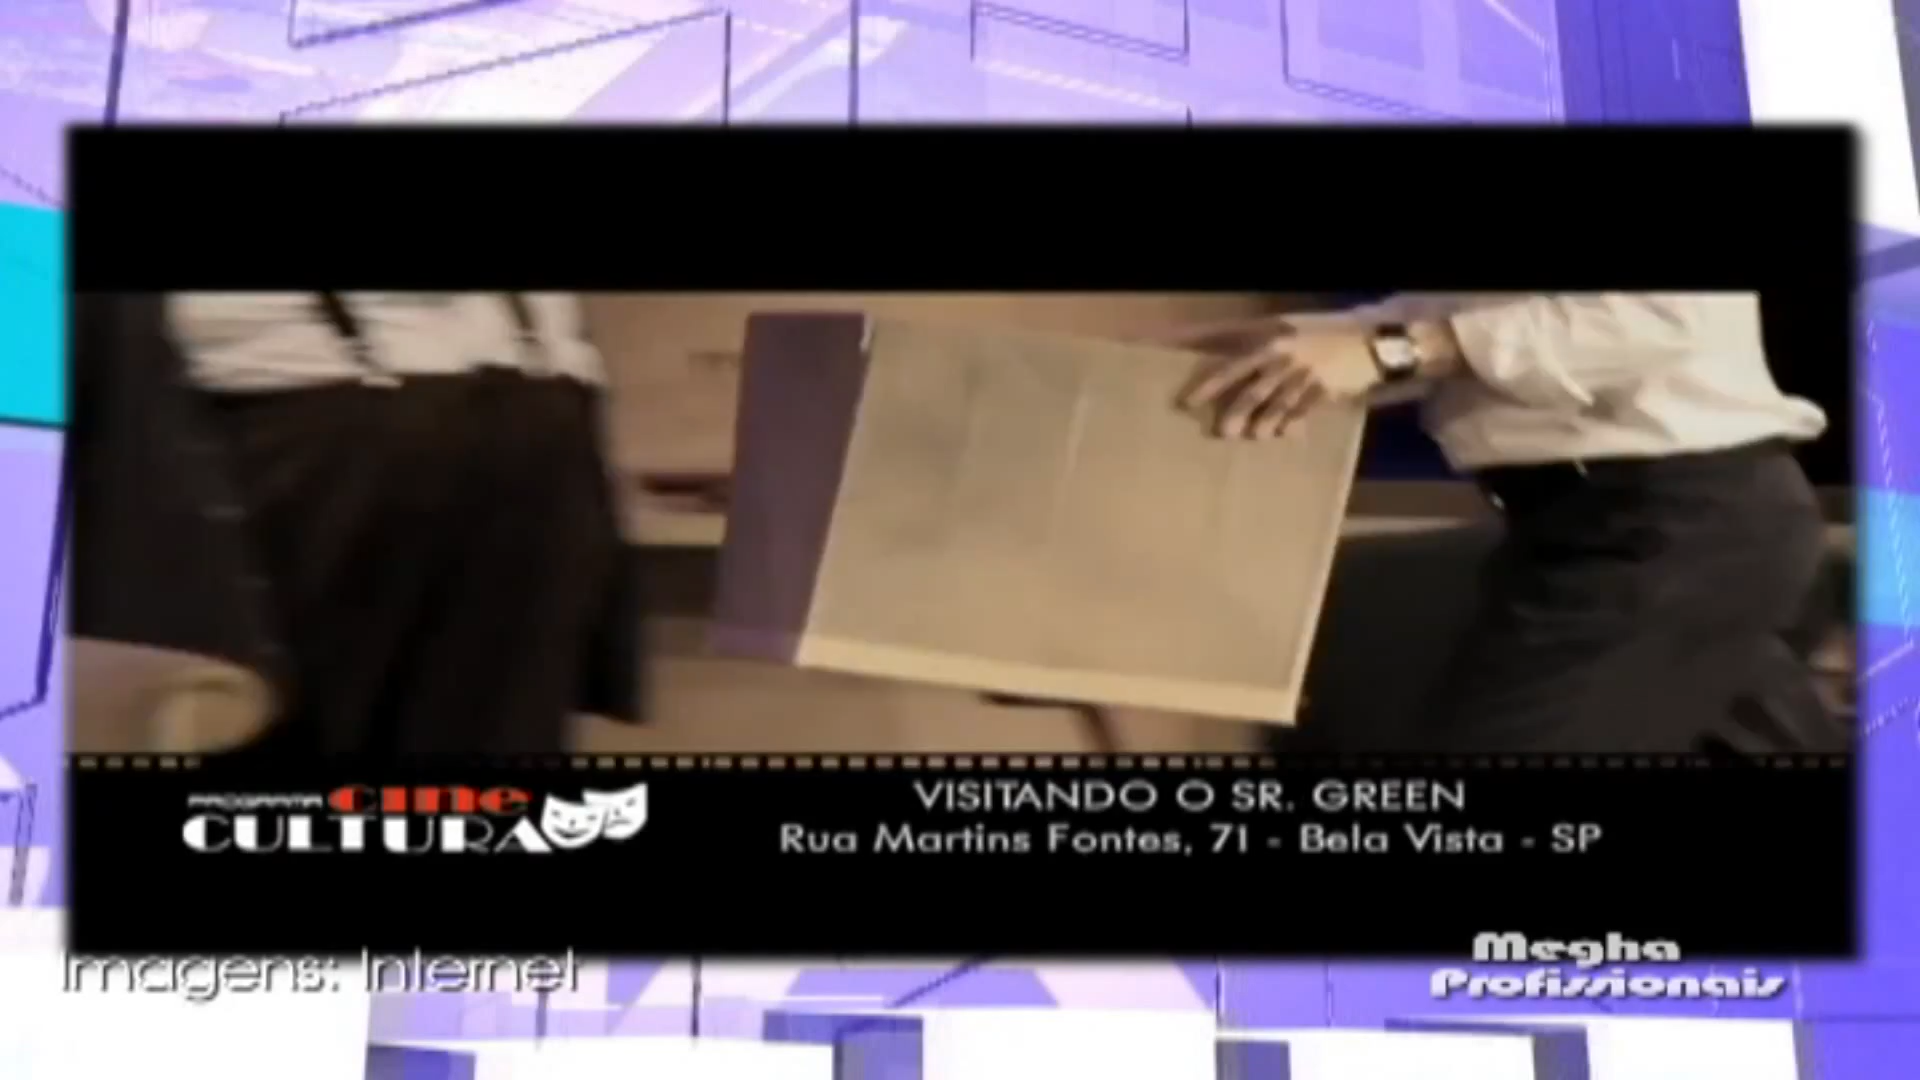 PROGRAMA CINE
CULTURA
VISITANDO O SR. GREEN
Rua Martins Fontes, 71 - Bela Vista - SP
Imagens: Internet
Megha
Profissionais